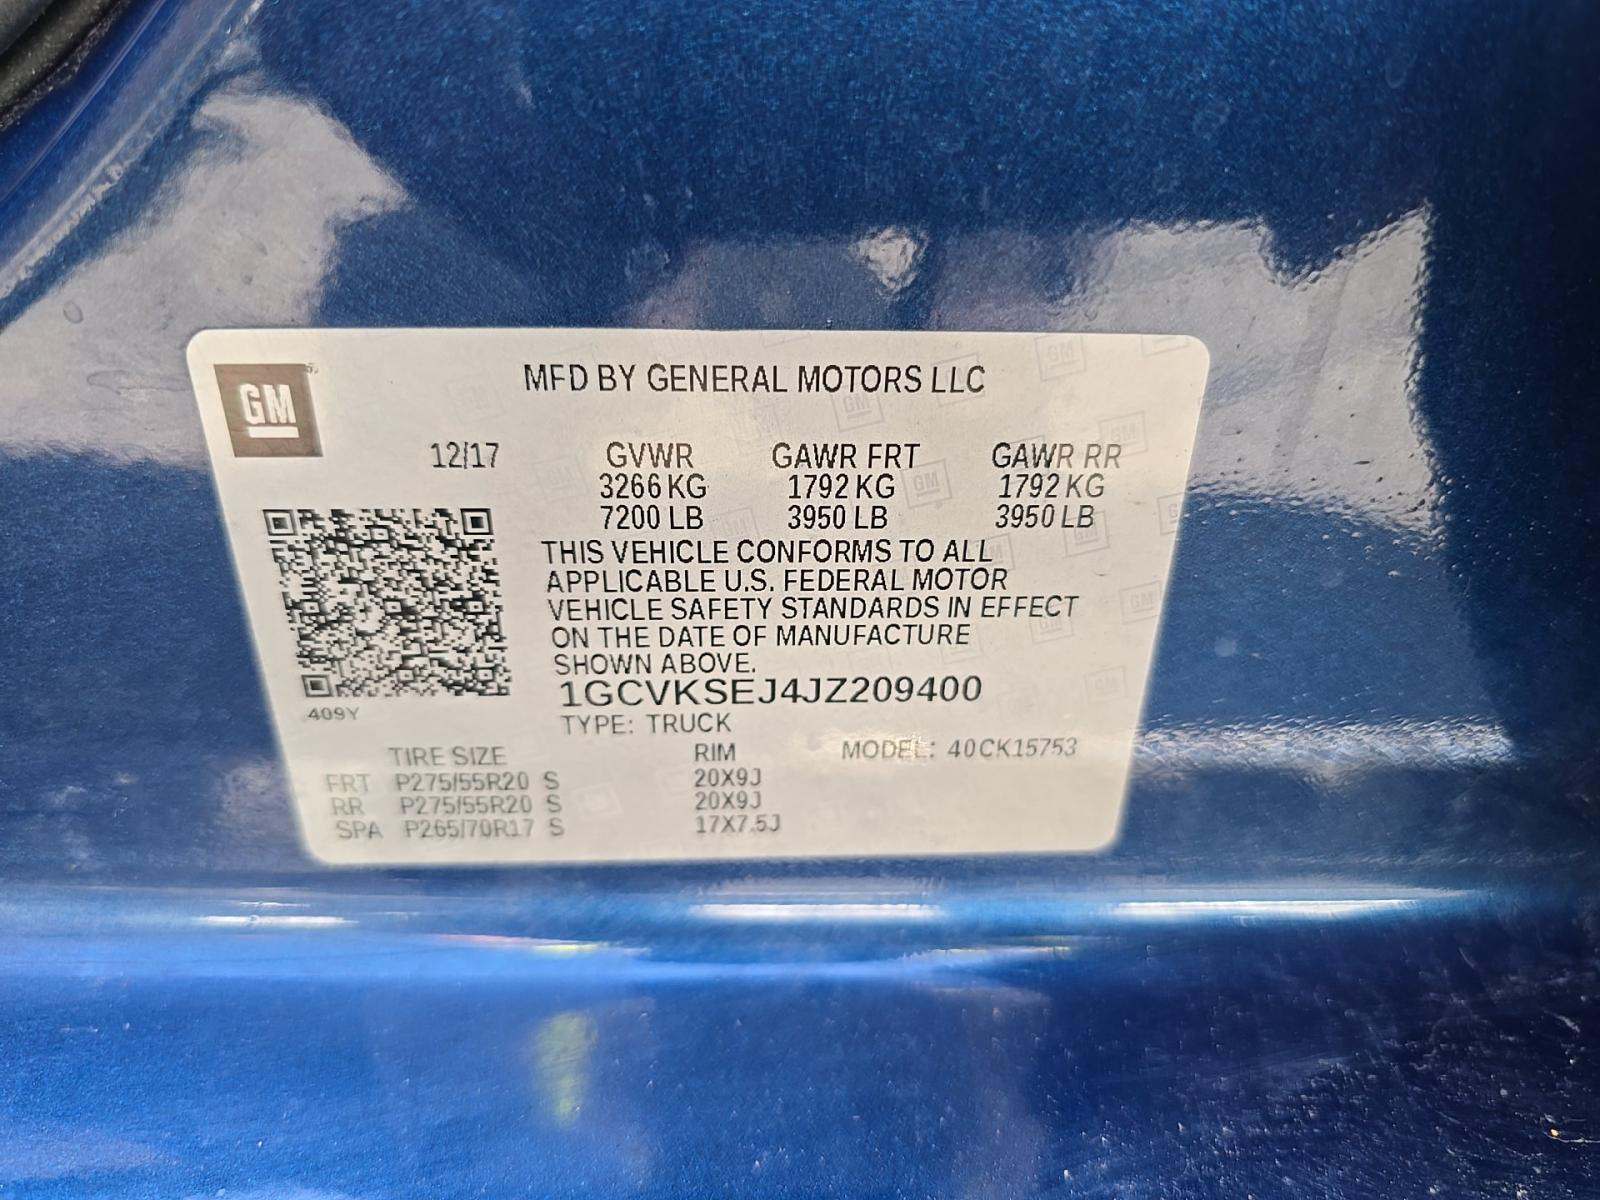 GM
MFD BY GENERAL MOTORS LLC
12/17 GVWR GAWR FRT GAWR RR
3266 KG 1792 KG 1792 KG
7200 LB 3950 LB 3950 LB
THIS VEHICLE CONFORMS TO ALL
APPLICABLE U.S. FEDERAL MOTOR
VEHICLE SAFETY STANDARDS IN EFFECT
ON THE DATE OF MANUFACTURE
SHOWN ABOVE.
1GCVKSEJ4JZ209400
409Y
TYPE: TRUCK
TIRE SIZE RIM MODEL: 40CK15753
FRT P275/55R20 S 20X9J
RR P275/55R20 S 20X9J
SPA P265/70R17 S 17X7.5J